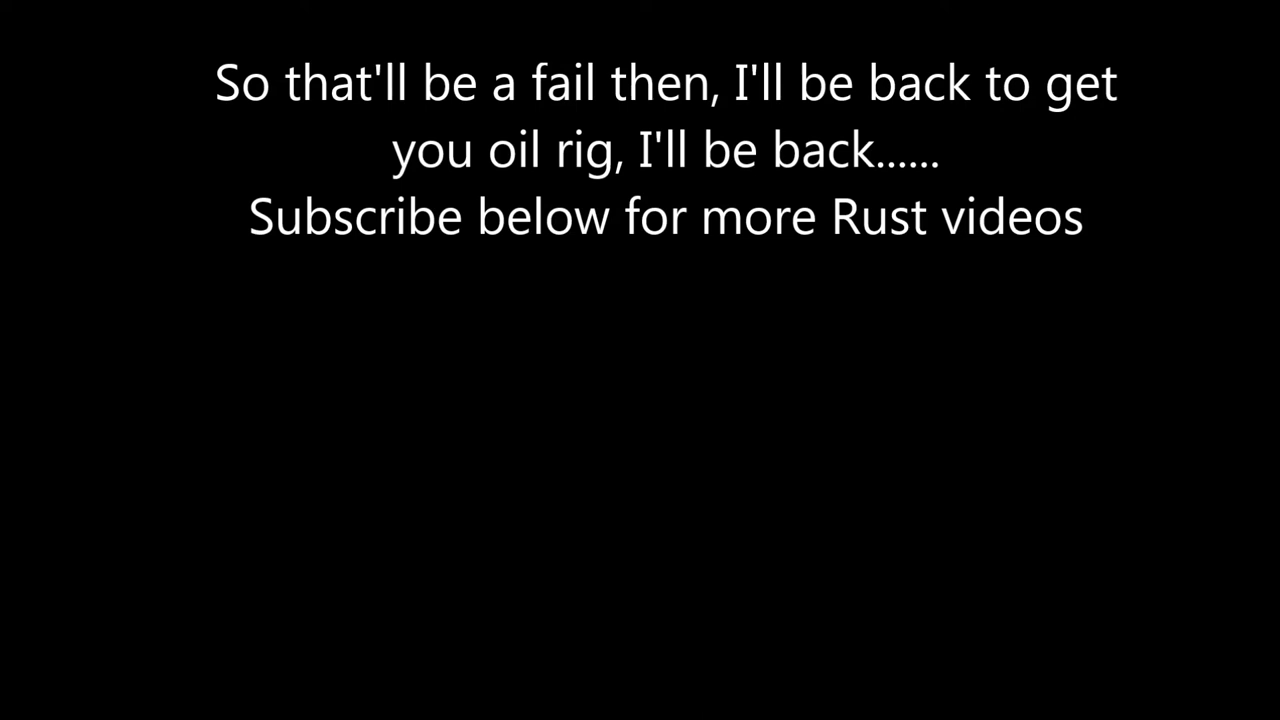 So that'll be a fail then, I'll be back to get
you oil rig, I'll be back......
Subscribe below for more Rust videos